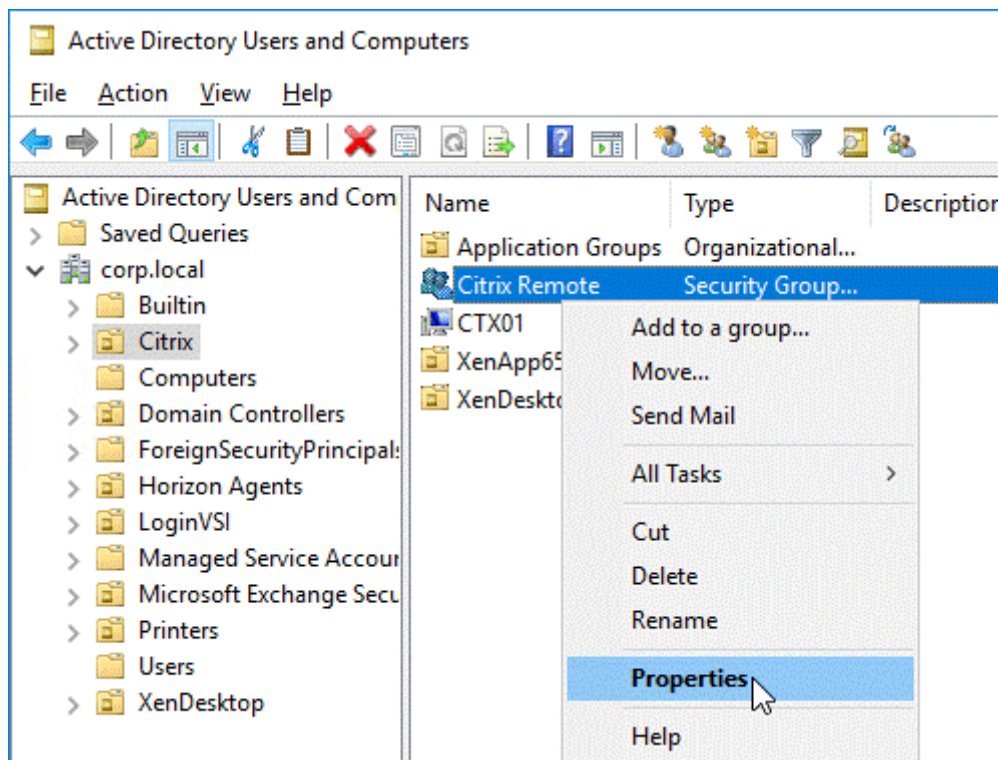 Active Directory Users and Computers
File Action View Help
Active Directory Users and Com
Saved Queries
corp.local
Builtin
Citrix
Computers
Domain Controllers
ForeignSecurityPrincipals
Horizon Agents
LoginVSI
Managed Service Accour
Microsoft Exchange Secu
Printers
Users
XenDesktop
Name Type Description
Application Groups Organizational...
Citrix Remote Security Group...
CTX01
XenApp65
XenDeskto
Add to a group...
Move...
Send Mail
All Tasks
Cut
Delete
Rename
Properties
Help